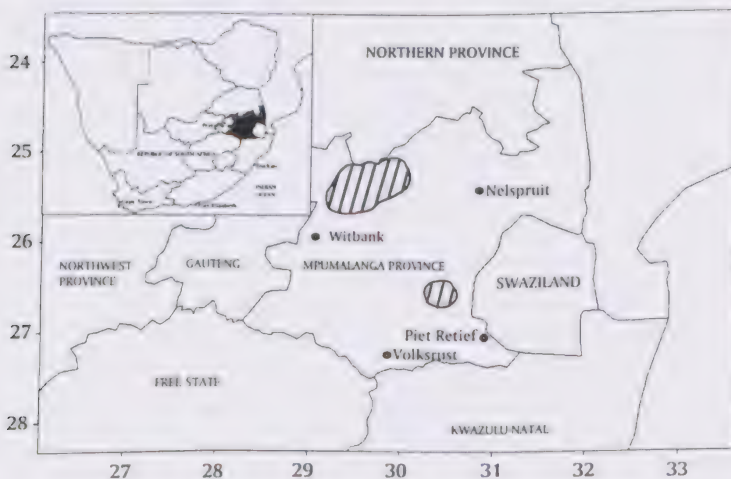 24
25
26
27
28
NORTHERN PROVINCE
Nelspruit
Witbank
NORTHWEST
PROVINCE
GAUTENG
MPUMALANGA PROVINCE
SWAZILAND
Piet Retief
Volksrust
FREE STATE
KWAZULU-NATAL
27
28
29
30
31
32
33